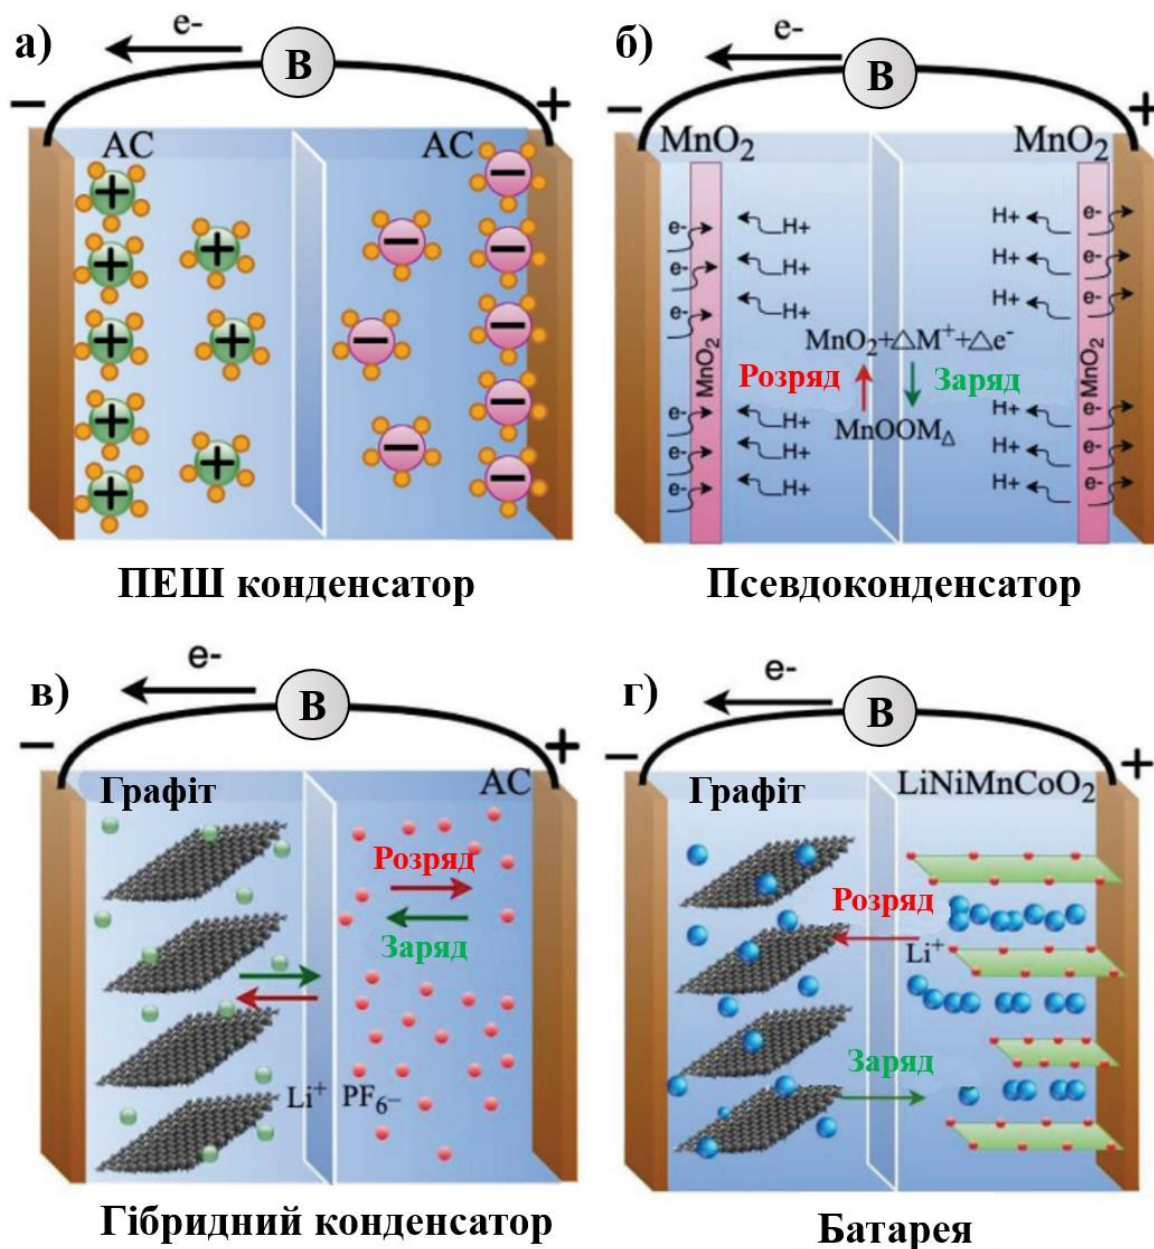 а)
e-
В
−
+
AC
AC
ПЕШ конденсатор
б)
e-
В
−
+
MnO₂
MnO₂
e-
H+
H+
e-
e-
H+
H+
e-
e-
H+
H+
e-
MnO₂+△M⁺+△e⁻
Розряд
Заряд
MnOOM△
MnO₂
MnO₂
e-
H+
H+
e-
e-
H+
H+
e-
e-
H+
H+
e-
Псевдоконденсатор
в)
e-
В
−
+
Графіт
AC
Розряд
Заряд
Li⁺
PF₆₋
Гібридний конденсатор
г)
e-
В
−
+
Графіт
LiNiMnCoO₂
Розряд
Li⁺
Заряд
Батарея